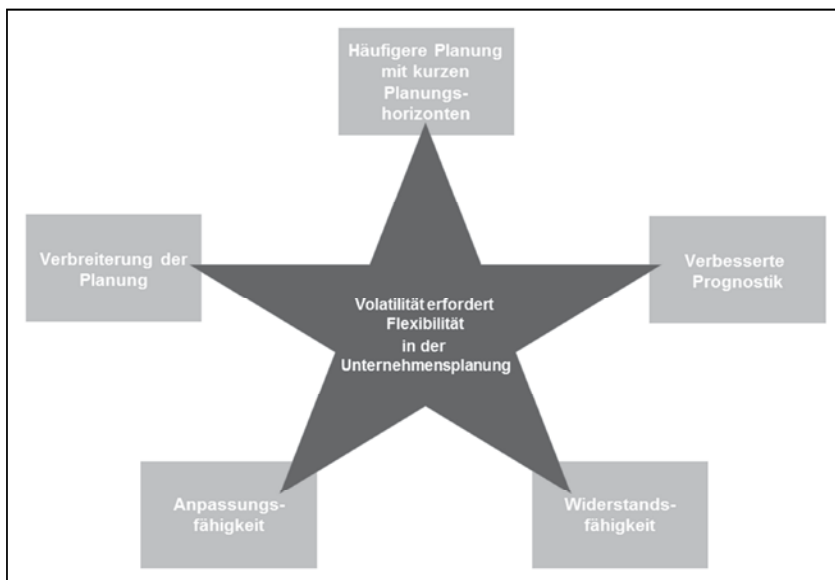 Häufigere Planung
mit kurzen
Planungs-
horizonten
Verbreiterung der
Planung
Verbesserte
Prognostik
Volatilität erfordert
Flexibilität
in der
Unternehmensplanung
Anpassungs-
fähigkeit
Widerstands-
fähigkeit